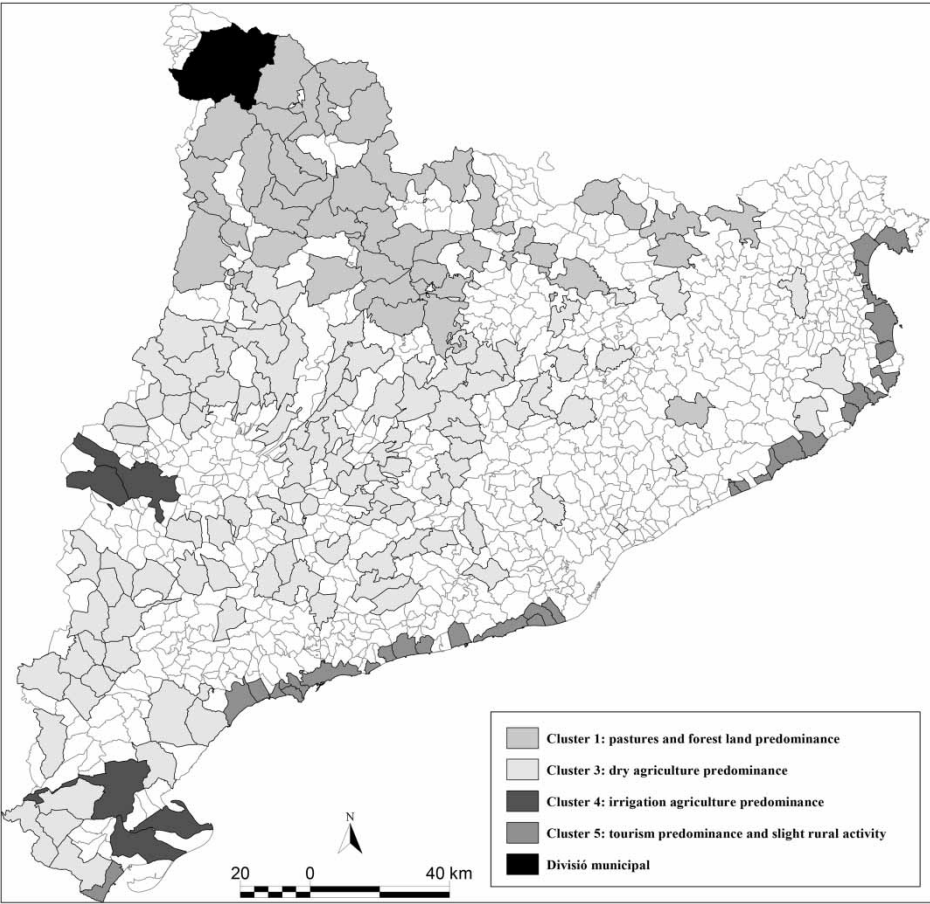 Cluster 1: pastures and forest land predominance
Cluster 3: dry agriculture predominance
Cluster 4: irrigation agriculture predominance
Cluster 5: tourism predominance and slight rural activity
Divisió municipal
N
20 0 40 km